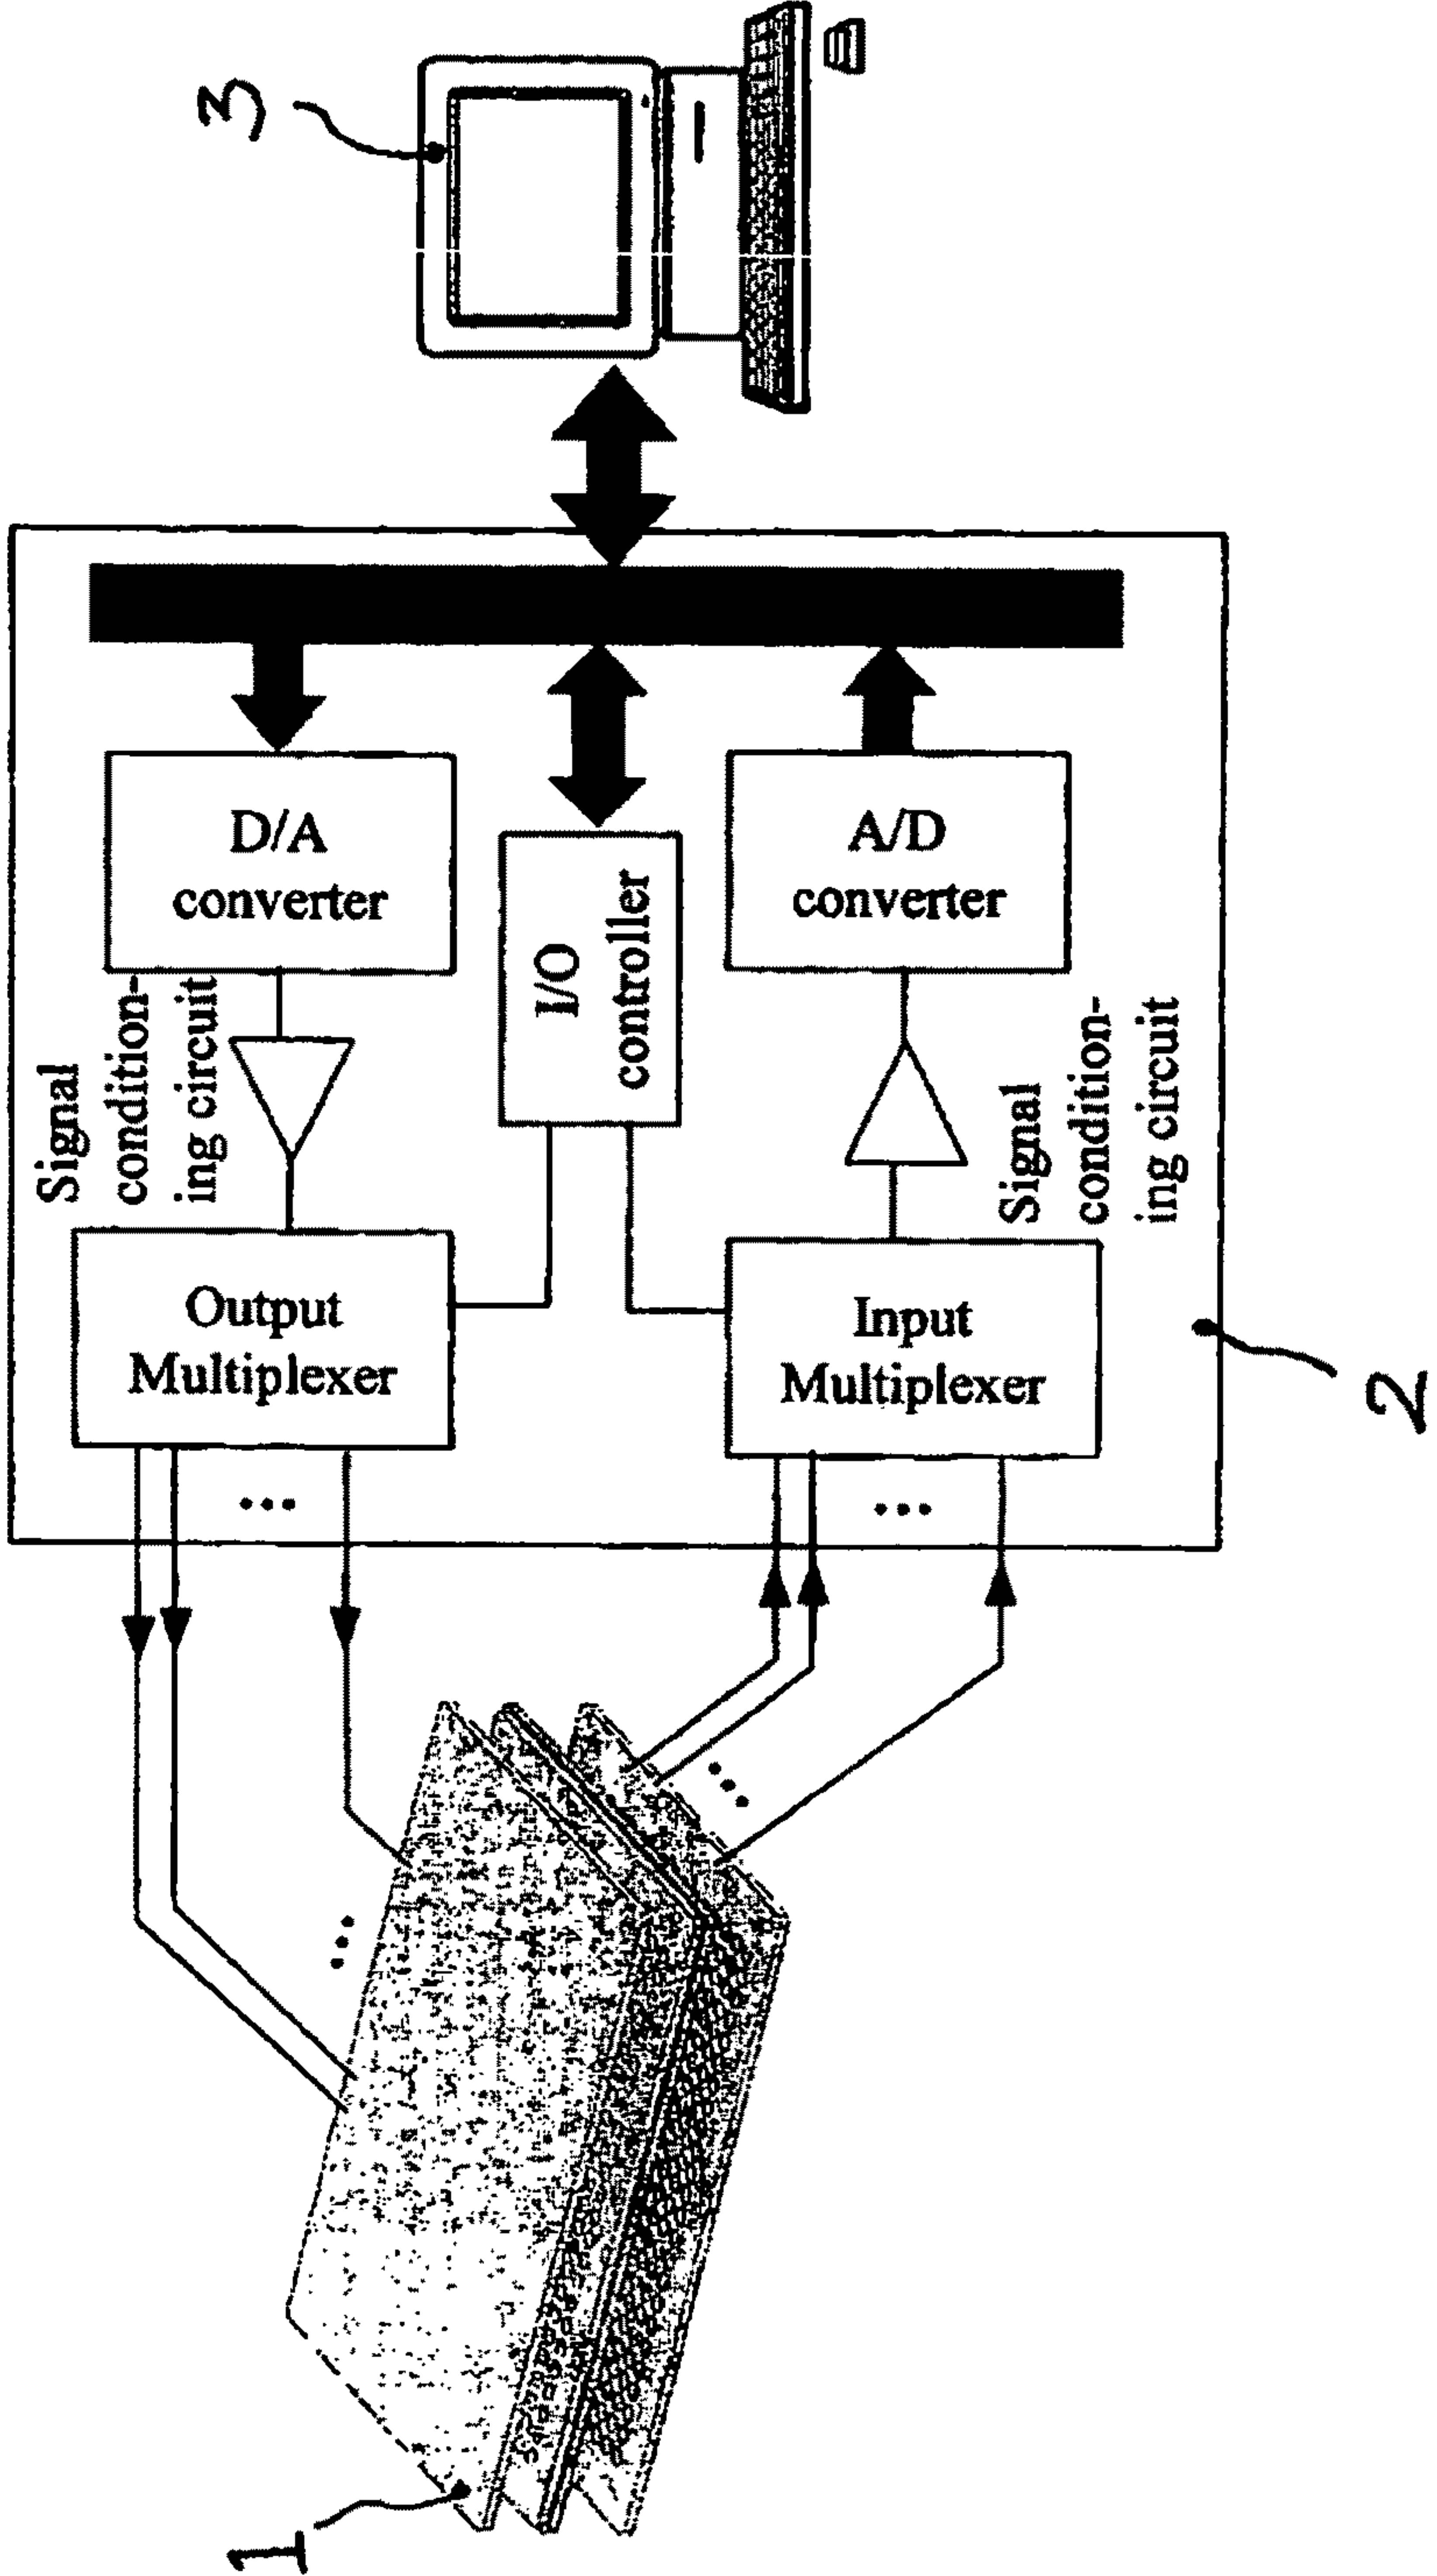 3
D/A
converter
I/O
controller
A/D
converter
Signal
condition-
ing circuit
Signal
condition-
ing circuit
Output
Multiplexer
Input
Multiplexer
...
...
2
...
...
1